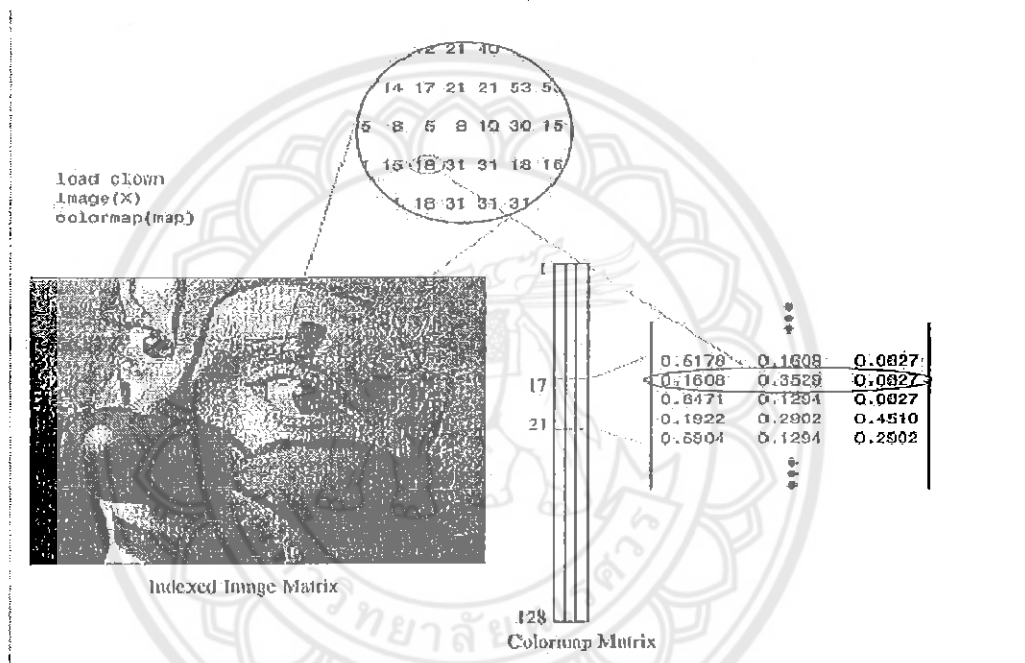 21 40
14 17 21 21 53
5 8 5 8 10 30 15
15 18 31 31 18 16
18 31 31 31
load clown
image(X)
colormap(map)
1
17
21
128
0.5178 0.1608 0.0627
0.1608 0.3529 0.0627
0.6471 0.1294 0.0627
0.1922 0.2902 0.4510
0.5804 0.1294 0.2902
Indexed Image Matrix
Colormap Matrix